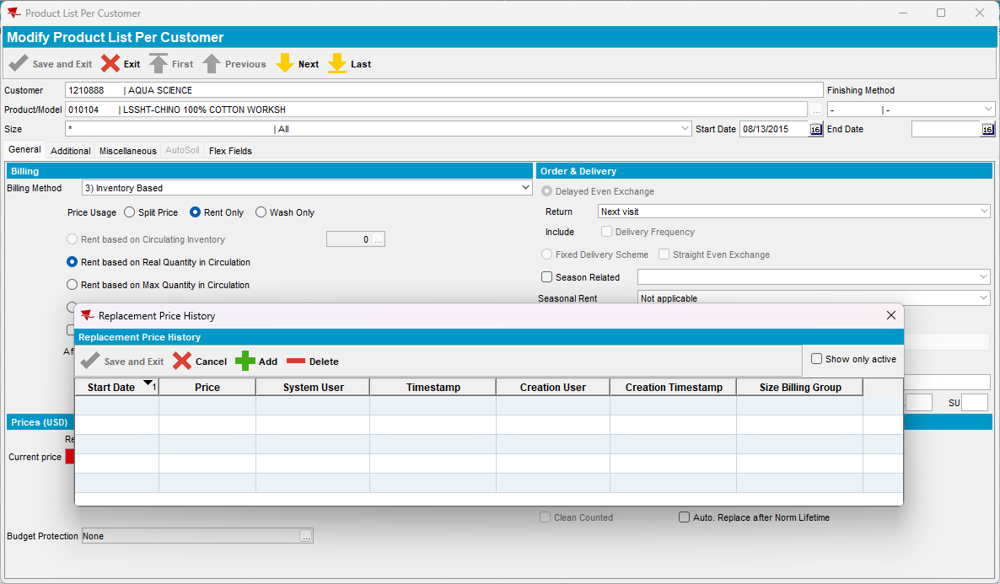 Product List Per Customer
Modify Product List Per Customer
Save and Exit Exit First Previous Next Last
Customer 1210888 | AQUA SCIENCE Finishing Method
Product/Model 010104 | LSSHT-CHINO 100% COTTON WORKSH ... - | -
Size * | All Start Date 08/13/2015 16 End Date 16
General Additional Miscellaneous AutoSoil Flex Fields
Billing Order & Delivery
Billing Method 3) Inventory Based Delayed Even Exchange
Price Usage Split Price Rent Only Wash Only Return Next visit
Include Delivery Frequency
Rent based on Circulating Inventory 0 ...
Fixed Delivery Scheme Straight Even Exchange
Rent based on Real Quantity in Circulation
Season Related
Rent based on Max Quantity in Circulation
Seasonal Rent Not applicable
Replacement Price History
Replacement Price History
Af
Save and Exit Cancel Add Delete Show only active
Start Date 1 Price System User Timestamp Creation User Creation Timestamp Size Billing Group
SU
Prices (USD)
Re
Current price
Clean Counted Auto. Replace after Norm Lifetime
Budget Protection None ...